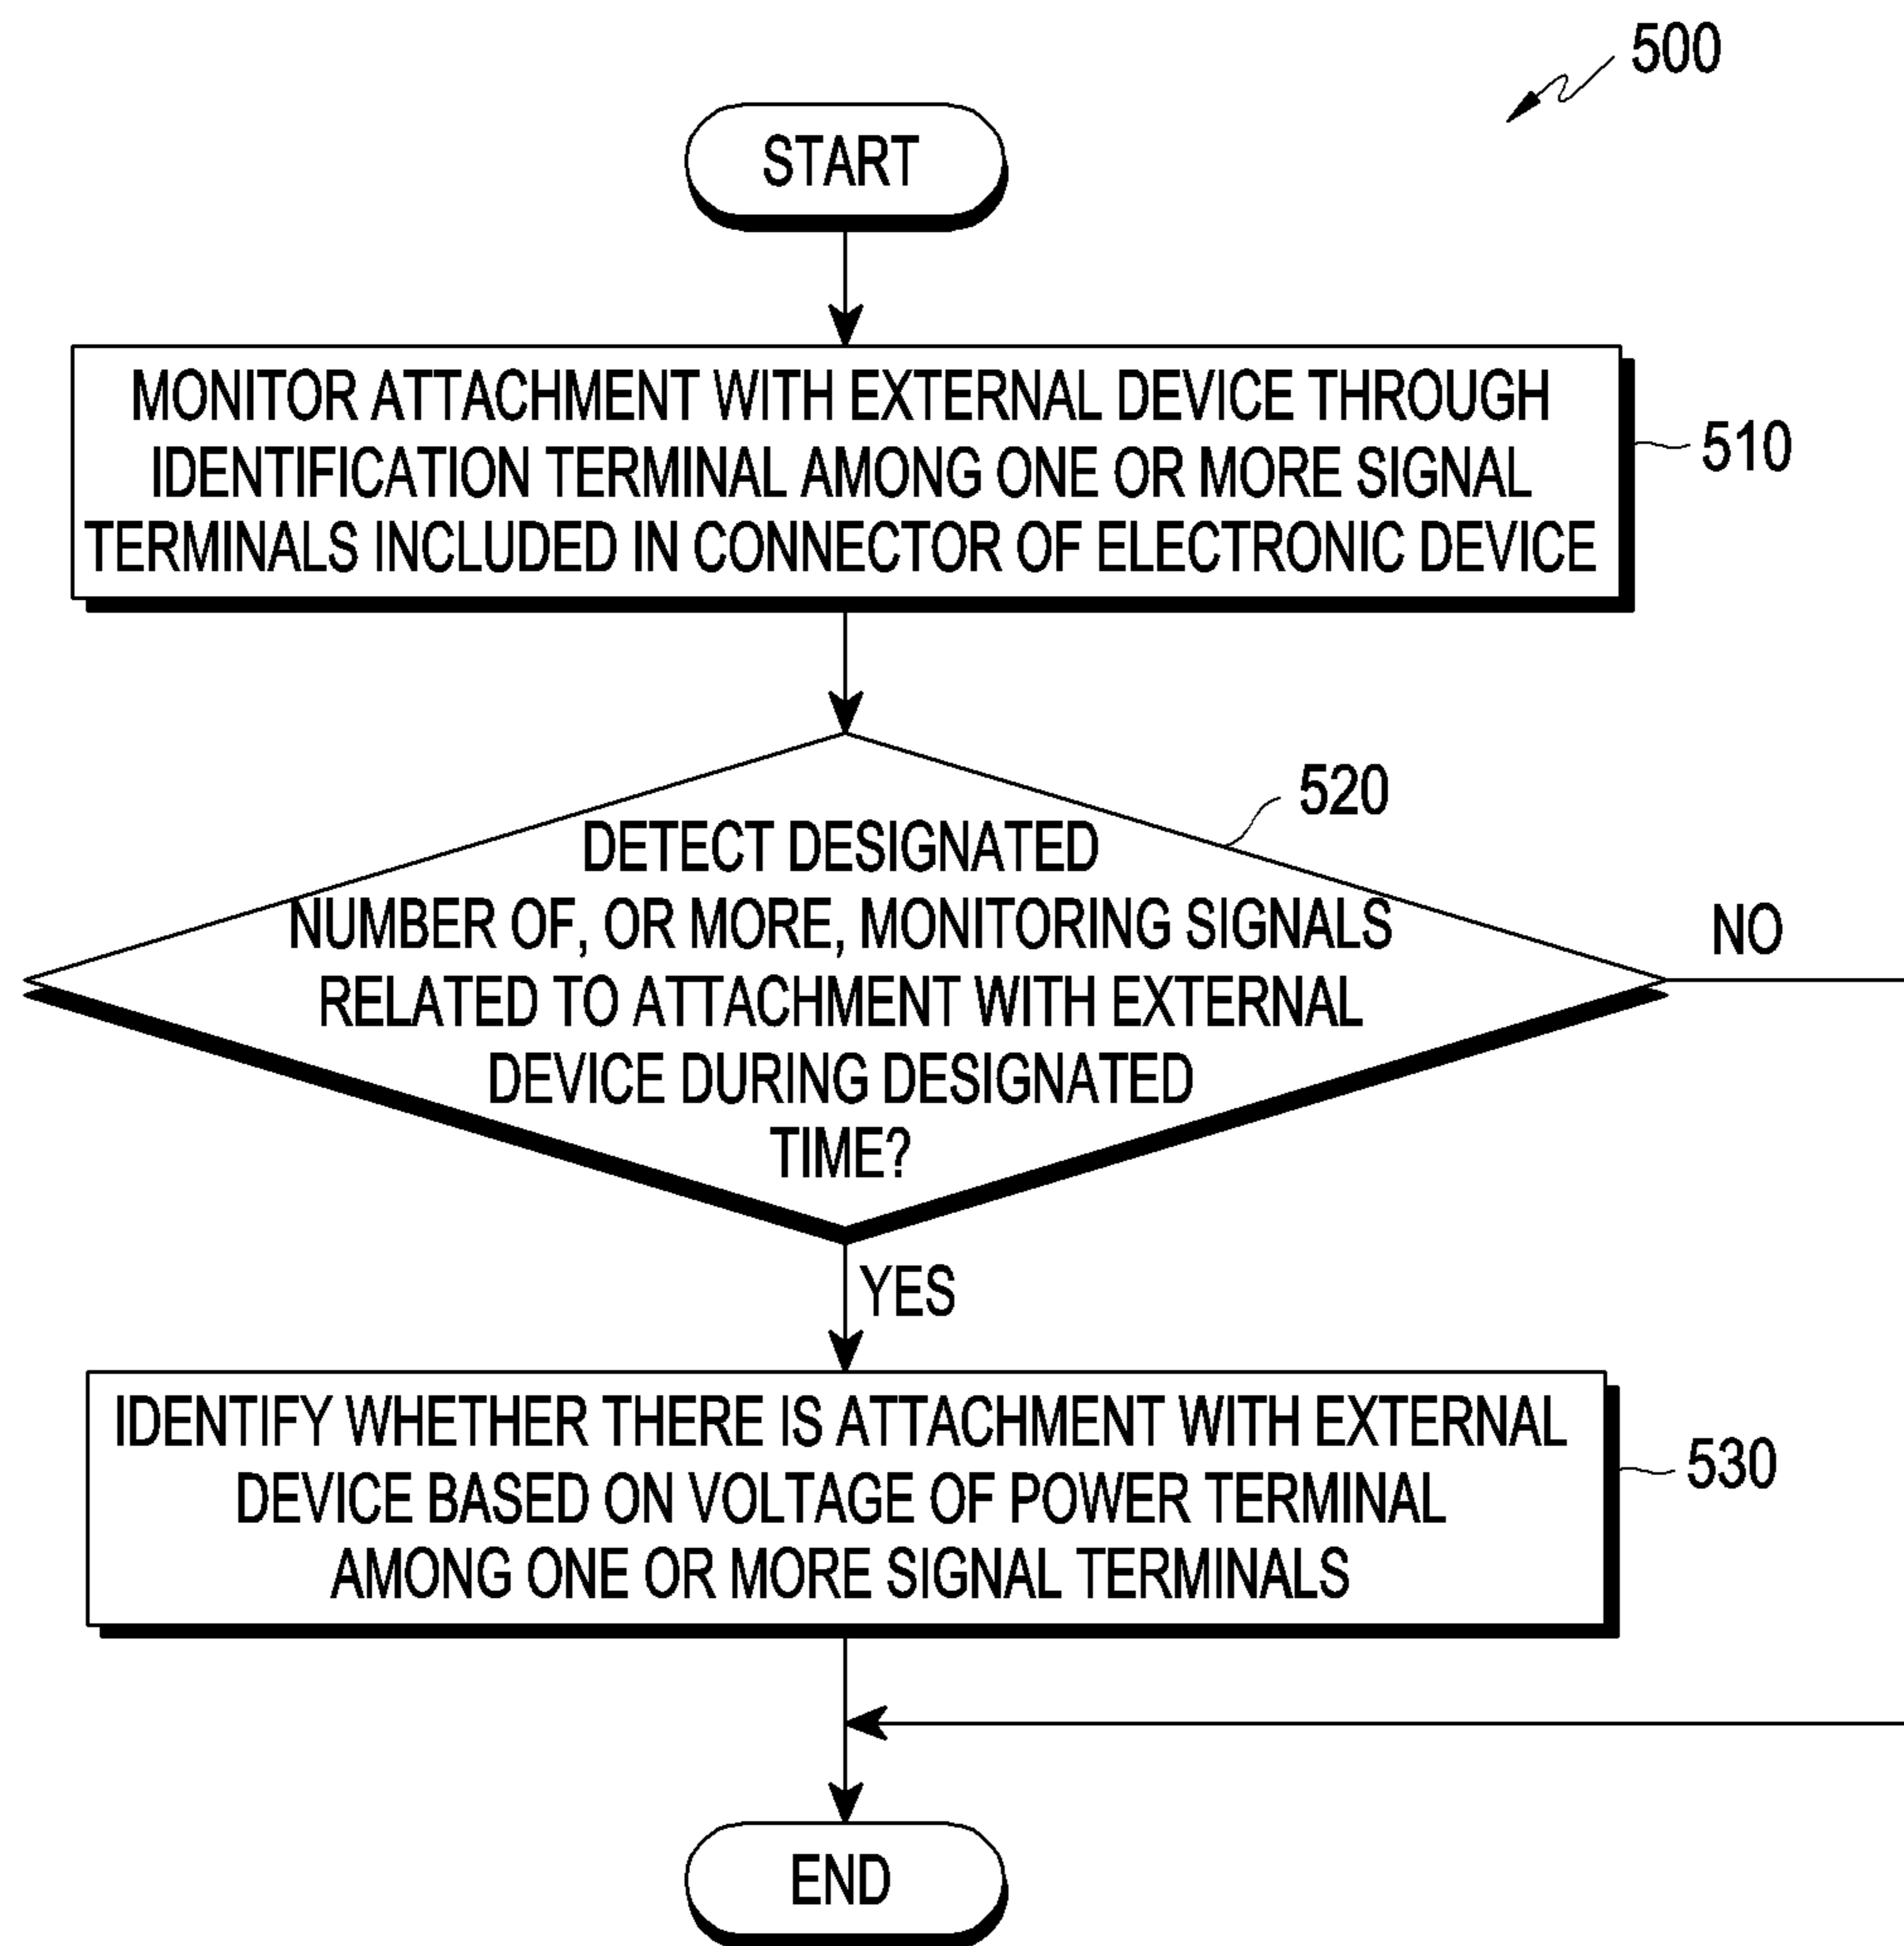 500
START
MONITOR ATTACHMENT WITH EXTERNAL DEVICE THROUGH
IDENTIFICATION TERMINAL AMONG ONE OR MORE SIGNAL
TERMINALS INCLUDED IN CONNECTOR OF ELECTRONIC DEVICE
510
520
DETECT DESIGNATED
NUMBER OF, OR MORE, MONITORING SIGNALS
RELATED TO ATTACHMENT WITH EXTERNAL
DEVICE DURING DESIGNATED
TIME?
NO
YES
IDENTIFY WHETHER THERE IS ATTACHMENT WITH EXTERNAL
DEVICE BASED ON VOLTAGE OF POWER TERMINAL
AMONG ONE OR MORE SIGNAL TERMINALS
530
END